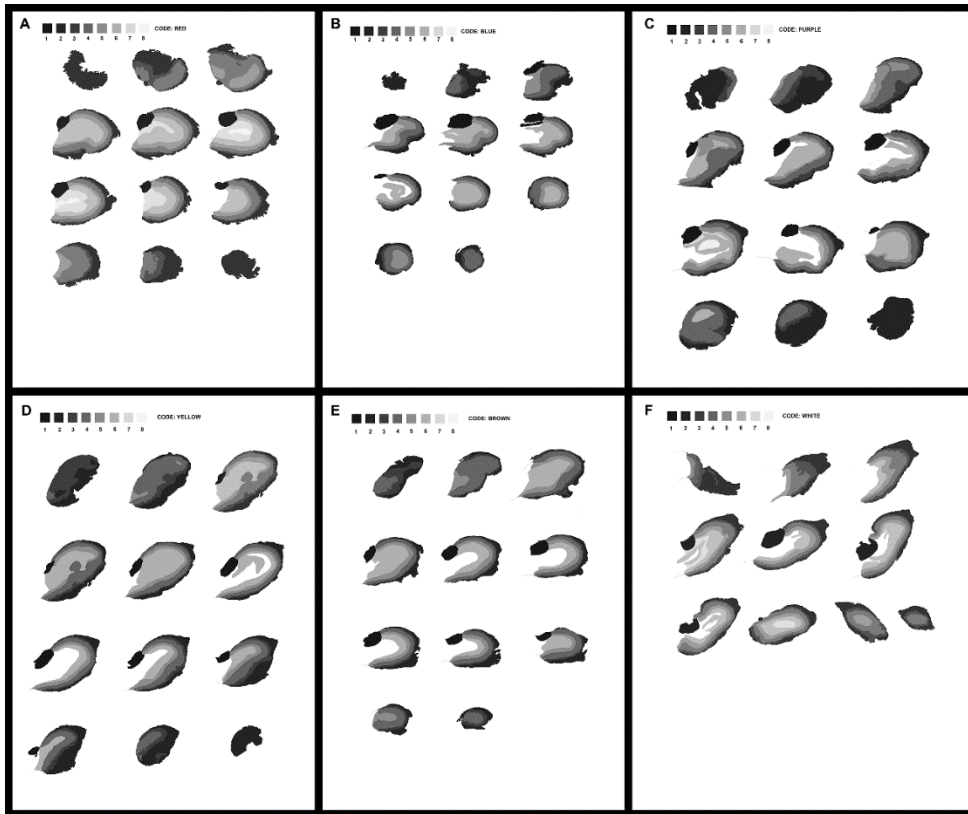 A
CODE: RED
1 2 3 4 5 6 7 8
B
CODE: BLUE
1 2 3 4 5 6 7 8
C
CODE: PURPLE
1 2 3 4 5 6 7 8
D
CODE: YELLOW
1 2 3 4 5 6 7 8
E
CODE: BROWN
1 2 3 4 5 6 7 8
F
CODE: WHITE
1 2 3 4 5 6 7 8